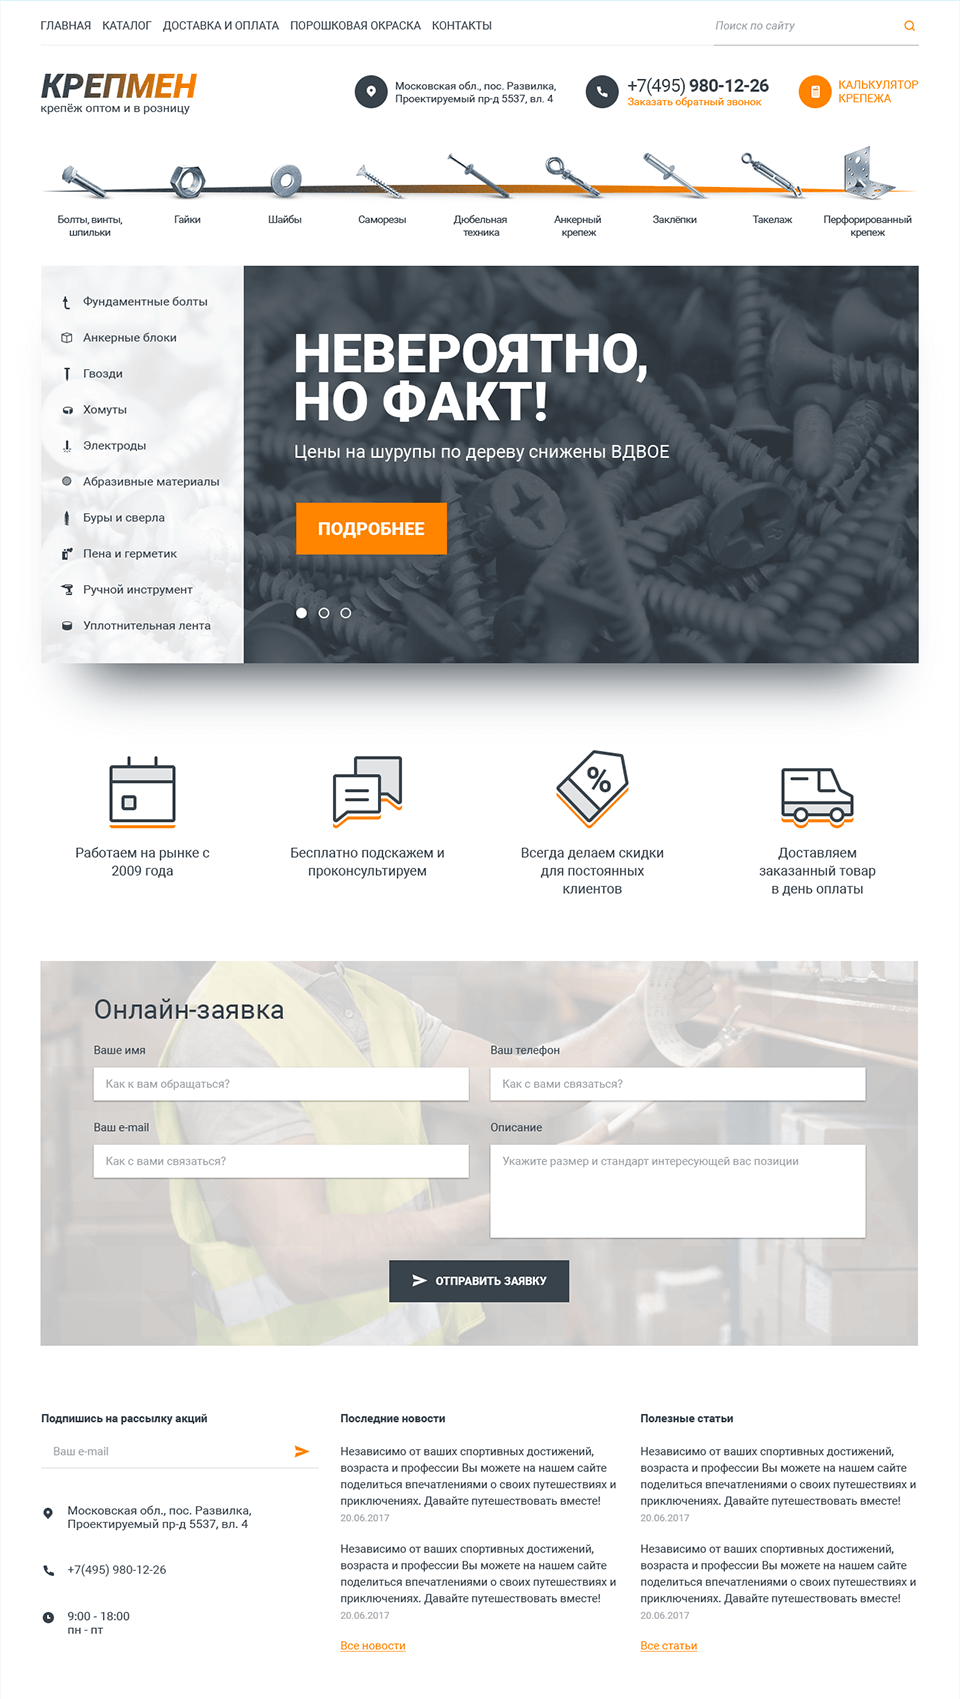 ГЛАВНАЯ КАТАЛОГ ДОСТАВКА И ОПЛАТА ПОРОШКОВАЯ ОКРАСКА КОНТАКТЫ
Поиск по сайту
КРЕПМЕН
крепёж оптом и в розницу
Московская обл., пос. Развилка,
Проектируемый пр-д 5537, вл. 4
+7(495) 980-12-26
Заказать обратный звонок
КАЛЬКУЛЯТОР
КРЕПЕЖА
Болты, винты,
шпильки
Гайки
Шайбы
Саморезы
Дюбельная
техника
Анкерный
крепеж
Заклёпки
Такелаж
Перфорированный
крепеж
Фундаментные болты
Анкерные блоки
Гвозди
Хомуты
Электроды
Абразивные материалы
Буры и сверла
Пена и герметик
Ручной инструмент
Уплотнительная лента
НЕВЕРОЯТНО,
НО ФАКТ!
Цены на шурупы по дереву снижены ВДВОЕ
ПОДРОБНЕЕ
Работаем на рынке с
2009 года
Бесплатно подскажем и
проконсультируем
%
Всегда делаем скидки
для постоянных
клиентов
Доставляем
заказанный товар
в день оплаты
Онлайн-заявка
Ваше имя
Как к вам обращаться?
Ваш телефон
Как с вами связаться?
Ваш e-mail
Как с вами связаться?
Описание
Укажите размер и стандарт интересующей вас позиции
ОТПРАВИТЬ ЗАЯВКУ
Подпишись на рассылку акций
Ваш e-mail
Московская обл., пос. Развилка,
Проектируемый пр-д 5537, вл. 4
+7(495) 980-12-26
9:00 - 18:00
пн - пт
Последние новости
Независимо от ваших спортивных достижений,
возраста и профессии Вы можете на нашем сайте
поделиться впечатлениями о своих путешествиях и
приключениях. Давайте путешествовать вместе!
20.06.2017
Независимо от ваших спортивных достижений,
возраста и профессии Вы можете на нашем сайте
поделиться впечатлениями о своих путешествиях и
приключениях. Давайте путешествовать вместе!
20.06.2017
Все новости
Полезные статьи
Независимо от ваших спортивных достижений,
возраста и профессии Вы можете на нашем сайте
поделиться впечатлениями о своих путешествиях и
приключениях. Давайте путешествовать вместе!
20.06.2017
Независимо от ваших спортивных достижений,
возраста и профессии Вы можете на нашем сайте
поделиться впечатлениями о своих путешествиях и
приключениях. Давайте путешествовать вместе!
20.06.2017
Все статьи